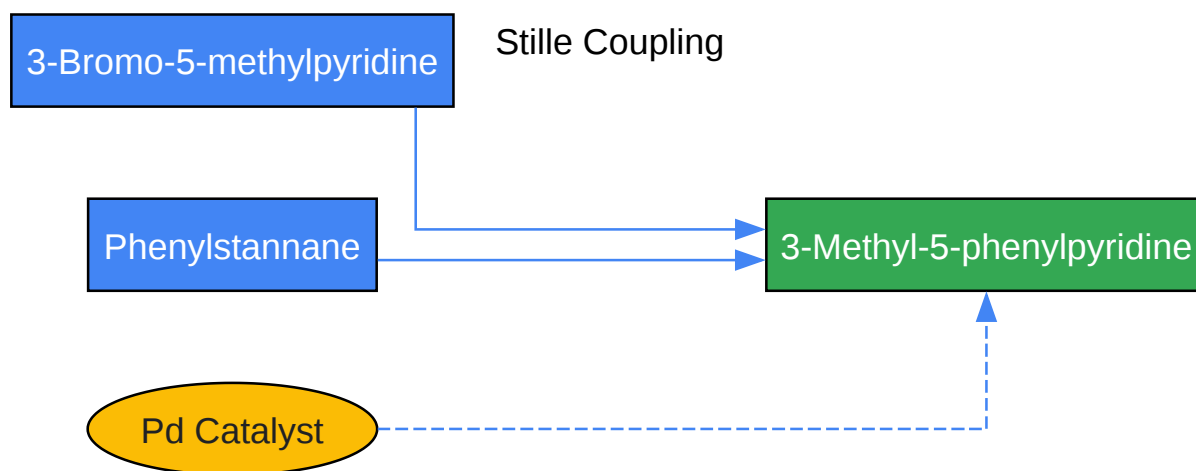 3-Bromo-5-methylpyridine
Stille Coupling
Phenylstannane
3-Methyl-5-phenylpyridine
Pd Catalyst